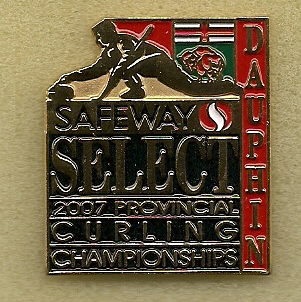 SAFEWAY
SELECT
2007 PROVINCIAL
CURLING
CHAMPIONSHIPS
DAUPHIN